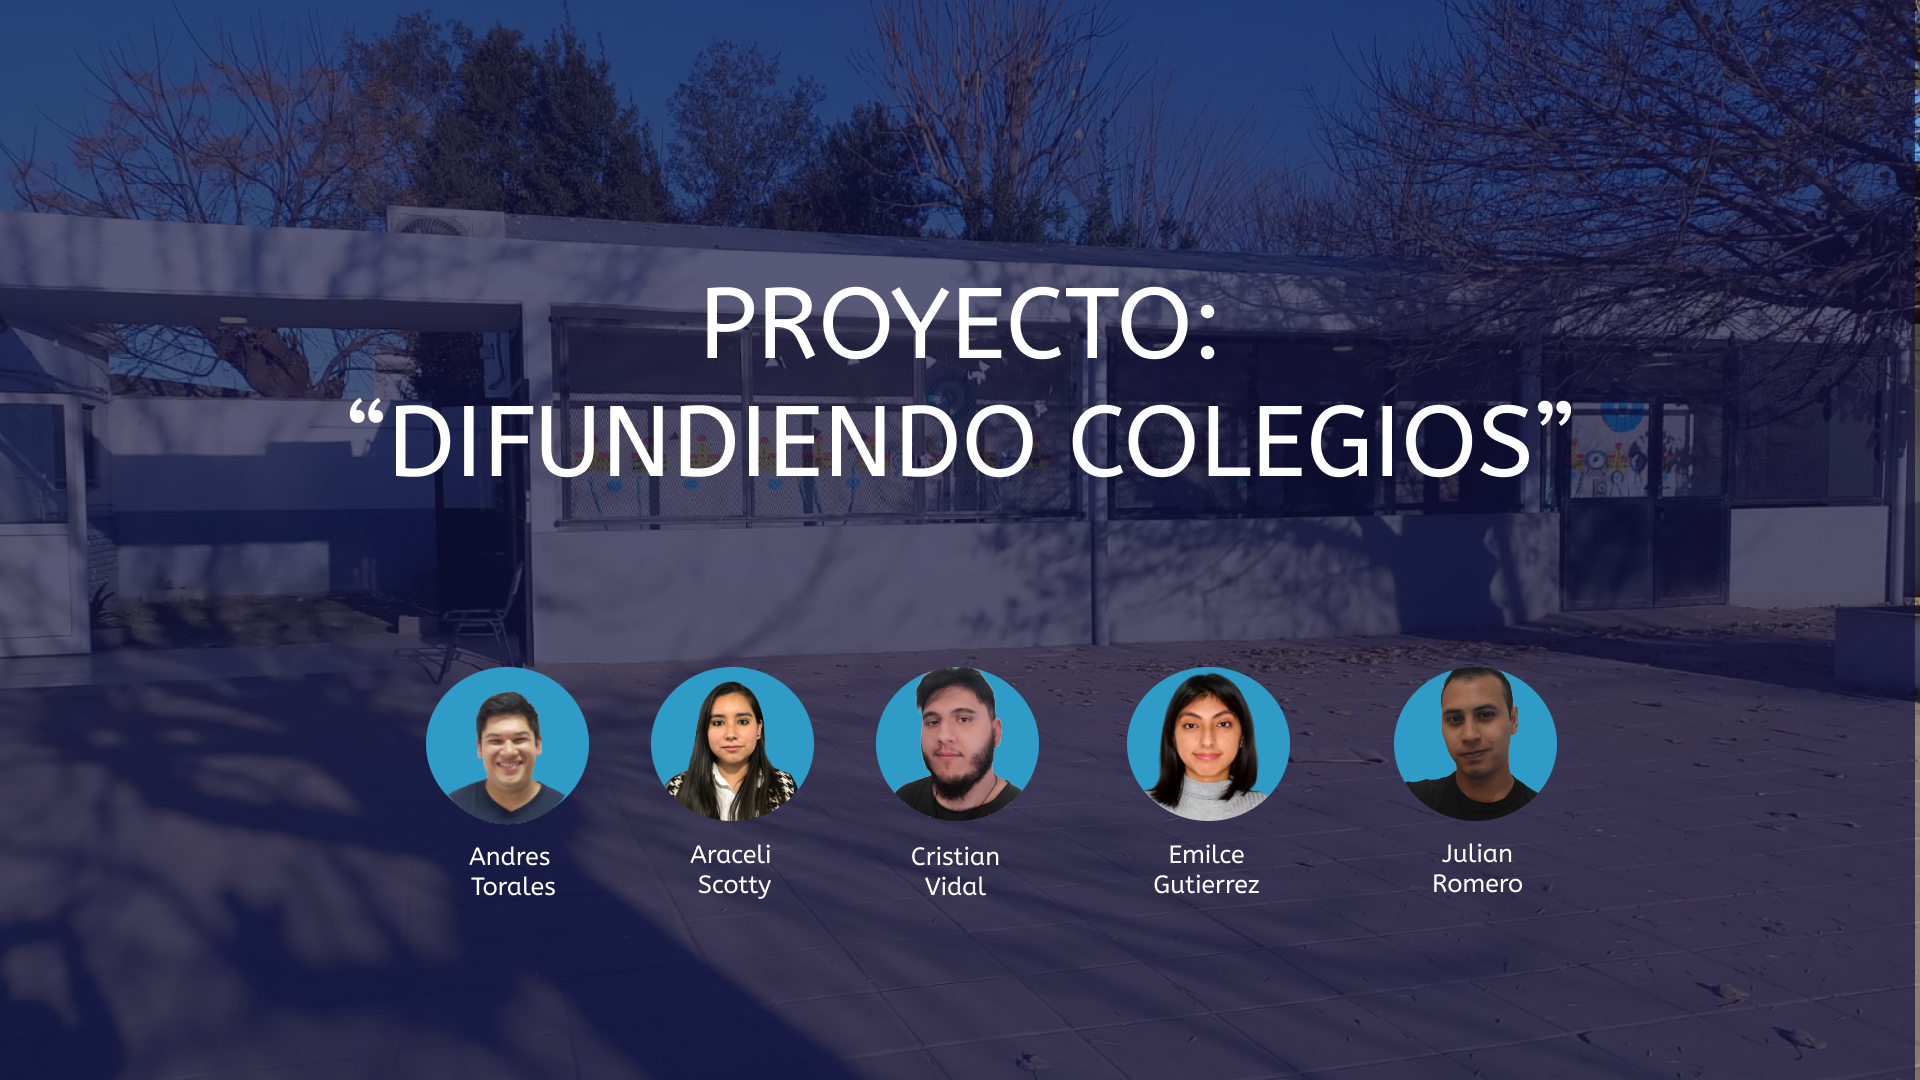 PROYECTO:
“DIFUNDIENDO COLEGIOS”
Andres
Torales
Araceli
Scotty
Cristian
Vidal
Emilce
Gutierrez
Julian
Romero